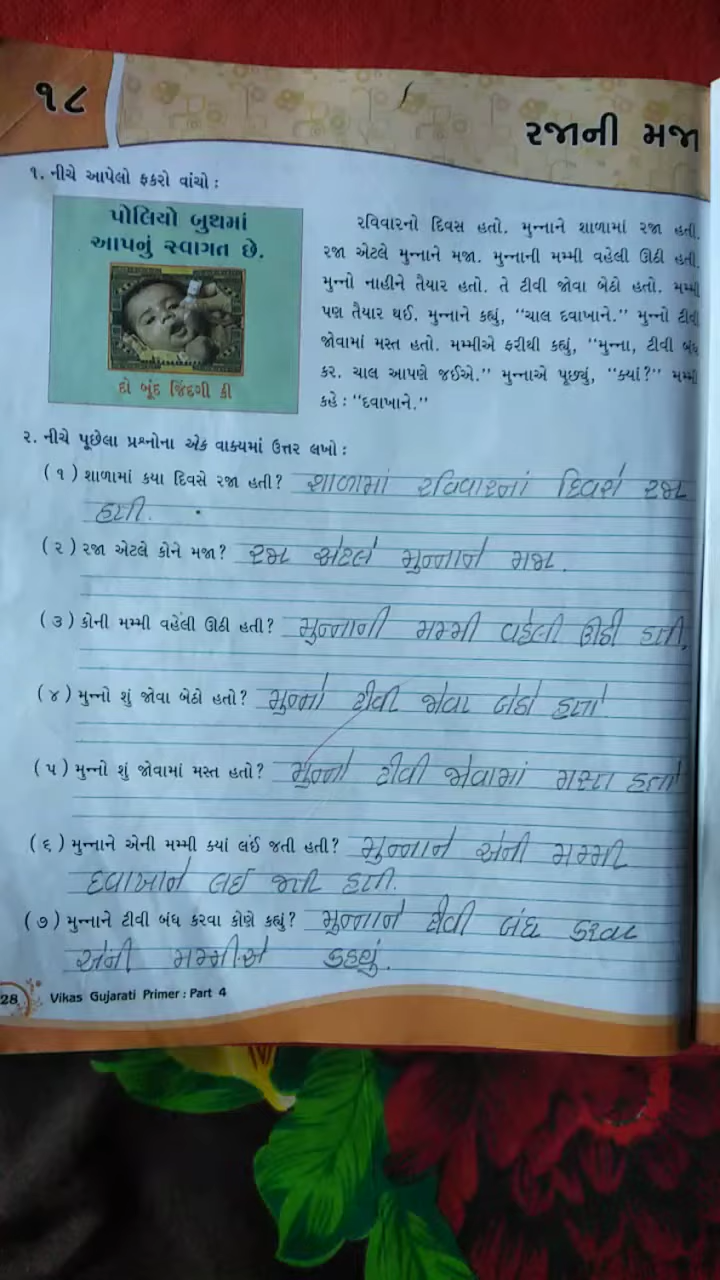 ૧૮
રજાની મજા
૧. નીચે આપેલો ફકરો વાંચો :
પોલિયો બુથમાં
આપનું સ્વાગત છે.
દો બૂંદ જિંદગી કી
રવિવારનો દિવસ હતો. મુન્નાને શાળામાં રજા હતી.
રજા એટલે મુન્નાને મજા. મુન્નાની મમ્મી વહેલી ઊઠી હતી.
મુન્નો નાહીને તૈયાર હતો. તે ટીવી જોવા બેઠો હતો. મમ્મી
પણ તૈયાર થઈ. મુન્નાને કહ્યું, “ચાલ દવાખાને.” મુન્નો ટીવી
જોવામાં મસ્ત હતો. મમ્મીએ ફરીથી કહ્યું, “મુન્ના, ટીવી બંધ
કર. ચાલ આપણે જઈએ.” મુન્નાએ પૂછ્યું, “ક્યાં?” મમ્મી
કહે : “દવાખાને.”
૨. નીચે પૂછેલા પ્રશ્નોના એક વાક્યમાં ઉત્તર લખો :
(૧) શાળામાં કયા દિવસે રજા હતી? શાળામાં રવિવારનાં દિવસે રજા
હતી.
(૨) રજા એટલે કોને મજા? રજા એટલે મુન્નાને મજા.
(૩) કોની મમ્મી વહેલી ઊઠી હતી? મુન્નાની મમ્મી વહેલી ઊઠી હતી.
(૪) મુન્નો શું જોવા બેઠો હતો? મુન્નો ટીવી જોવા બેઠો હતો.
(૫) મુન્નો શું જોવામાં મસ્ત હતો? મુન્નો ટીવી જોવામાં મસ્ત હતો
(૬) મુન્નાને એની મમ્મી ક્યાં લઈ જતી હતી? મુન્નાને એની મમ્મી
દવાખાને લઈ જતી હતી.
(૭) મુન્નાને ટીવી બંધ કરવા કોણે કહ્યું? મુન્નાને ટીવી બંધ કરવા
એની મમ્મીએ કહ્યું.
28 Vikas Gujarati Primer : Part 4